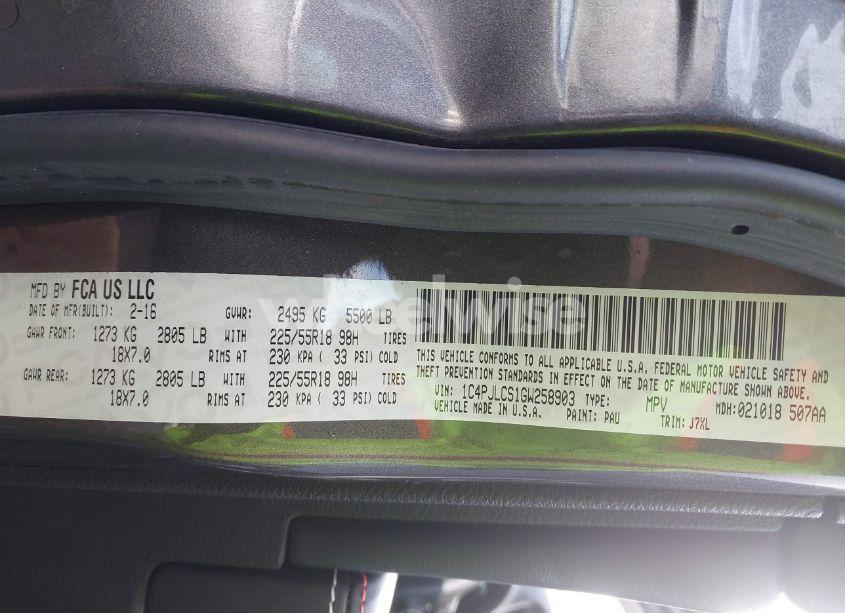 MFD BY FCA US LLC
DATE OF MFR(BUILT): 2-16 GVWR: 2495 KG 5500 LB
GAWR FRONT: 1273 KG 2805 LB WITH 225/55R18 98H TIRES
18X7.0 RIMS AT 230 KPA ( 33 PSI) COLD
GAWR REAR: 1273 KG 2805 LB WITH 225/55R18 98H TIRES
18X7.0 RIMS AT 230 KPA ( 33 PSI) COLD
THIS VEHICLE CONFORMS TO ALL APPLICABLE U.S.A. FEDERAL MOTOR VEHICLE SAFETY AND
THEFT PREVENTION STANDARDS IN EFFECT ON THE DATE OF MANUFACTURE SHOWN ABOVE.
VIN: 1C4PJLCS1GW258903 TYPE: MPV MDH:021018 507AA
VEHICLE MADE IN U.S.A. PAINT: PAU TRIM: J7XL